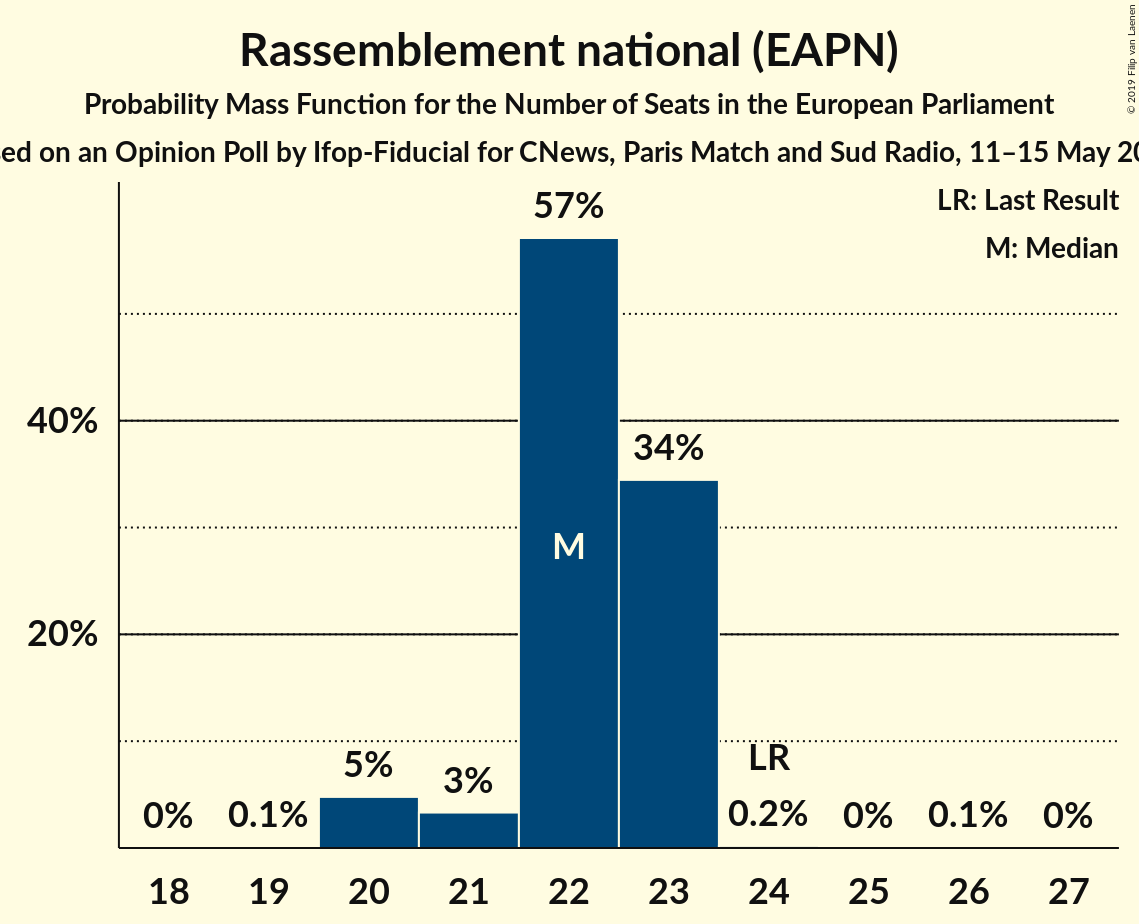 Rassemblement national (EAPN)
Probability Mass Function for the Number of Seats in the European Parliament
on an Opinion Poll by Ifop-Fiducial for CNews, Paris Match and Sud Radio, 11–15 May
© 2019 Filip van Laenen
LR: Last Result
M: Median
57%
40%
34%
M
20%
LR
5%
3%
0%
0.1%
0.2%
0%
0.1%
0%
18 19 20 21 22 23 24 25 26 27